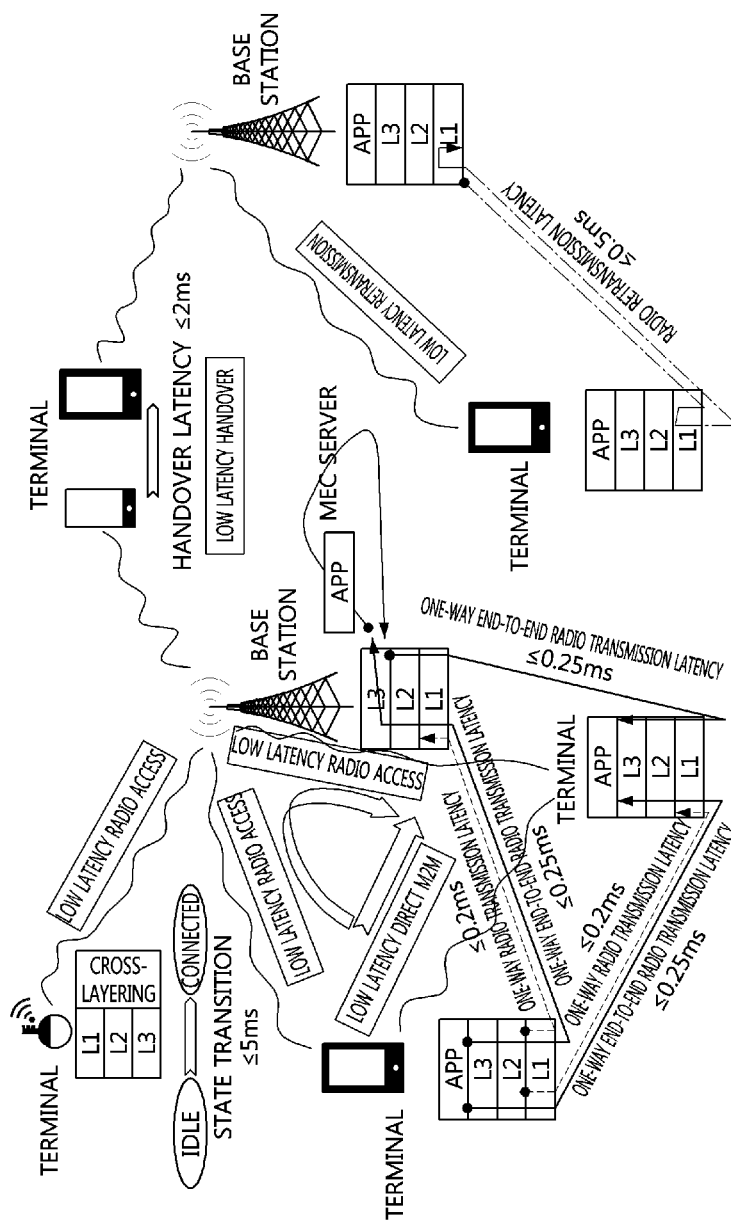 TERMINAL
L1
L2
L3
CROSS-
LAYERING
IDLE
CONNECTED
STATE TRANSITION
≤5ms
LOW LATENCY RADIO ACCESS
LOW LATENCY RADIO ACCESS
LOW LATENCY RADIO ACCESS
LOW LATENCY DIRECT M2M
TERMINAL
APP
L3
L2
L1
BASE
STATION
L3
L2
L1
APP
MEC SERVER
≤0.2ms
ONE-WAY RADIO TRANSMISSION LATENCY
ONE-WAY END-TO-END RADIO TRANSMISSION LATENCY
≤0.25ms
≤0.2ms
ONE-WAY RADIO TRANSMISSION LATENCY
ONE-WAY END-TO-END RADIO TRANSMISSION LATENCY
≤0.25ms
TERMINAL
APP
L3
L2
L1
ONE-WAY END-TO-END RADIO TRANSMISSION LATENCY
≤0.25ms
TERMINAL
HANDOVER LATENCY ≤2ms
LOW LATENCY HANDOVER
LOW LATENCY RETRANSMISSION
BASE
STATION
APP
L3
L2
L1
TERMINAL
APP
L3
L2
L1
≤0.5ms
RADIO RETRANSMISSION LATENCY